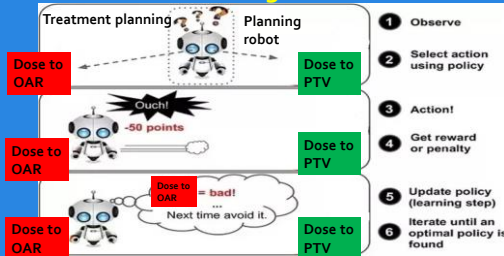 Treatment planning
Planning
robot
Dose to
OAR
Dose to
PTV
1 Observe
2 Select action
using policy
Ouch!
-50 points
Dose to
OAR
Dose to
PTV
3 Action!
4 Get reward
or penalty
Dose to
OAR
= bad!
...
Next time avoid it.
Dose to
OAR
Dose to
PTV
5 Update policy
(learning step)
6 Iterate until an
optimal policy is
found